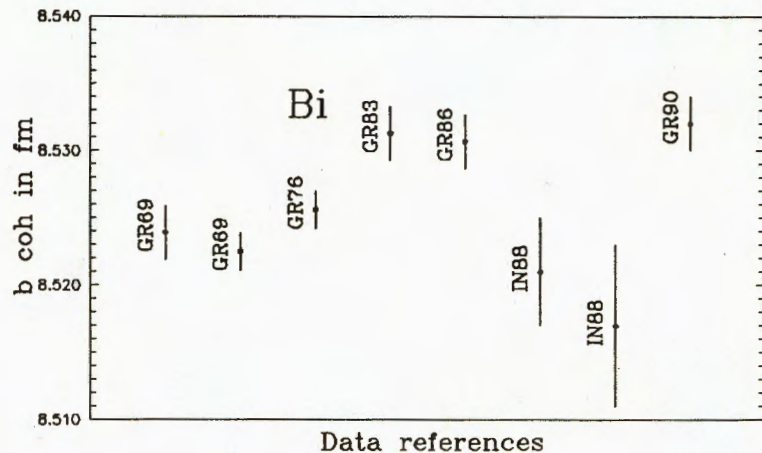 8.540
8.530
8.520
8.510
b coh in fm
Bi
GR69
GR69
GR76
GR83
GR86
IN88
IN88
GR90
Data references